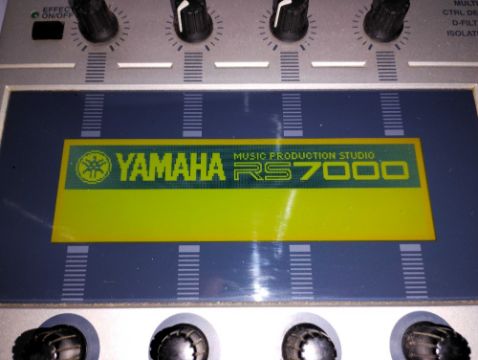 EFFECT
ON/OFF
MULTI
CTRL DE
D-FILT
ISOLAT
YAMAHA
MUSIC PRODUCTION STUDIO
RS7000